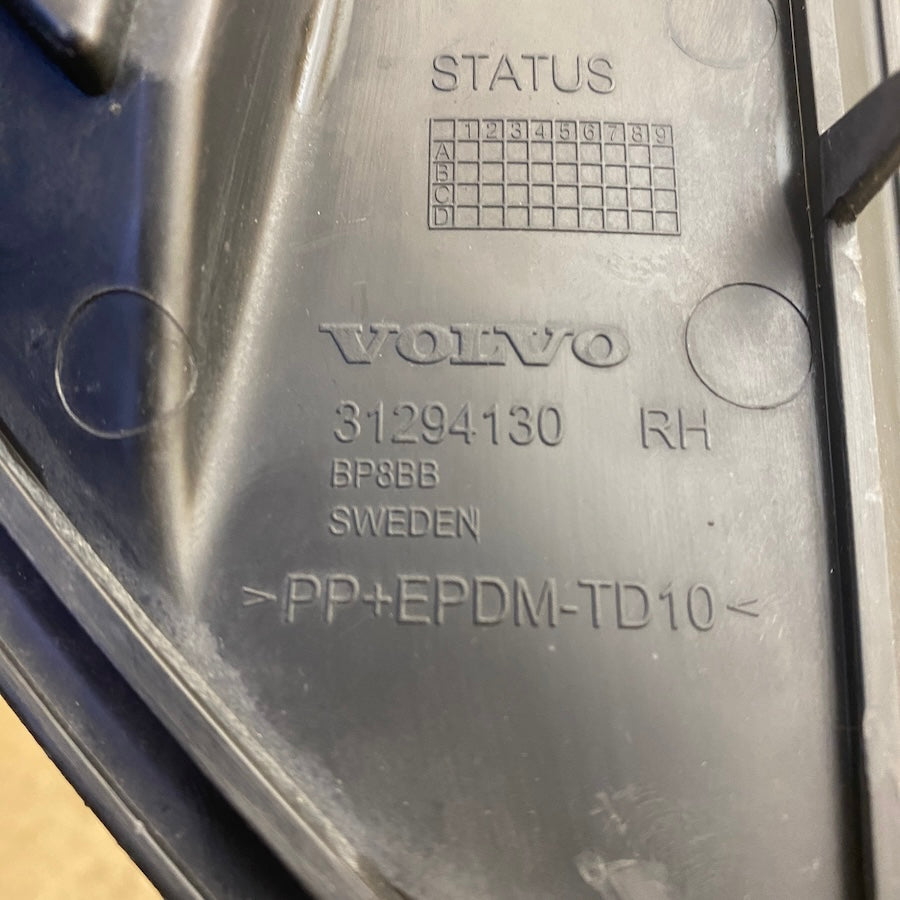 STATUS
1 2 3 4 5 6 7 8 9
A
B
C
D
VOLVO
31294130 RH
BP8BB
SWEDEN
>PP+EPDM-TD10<